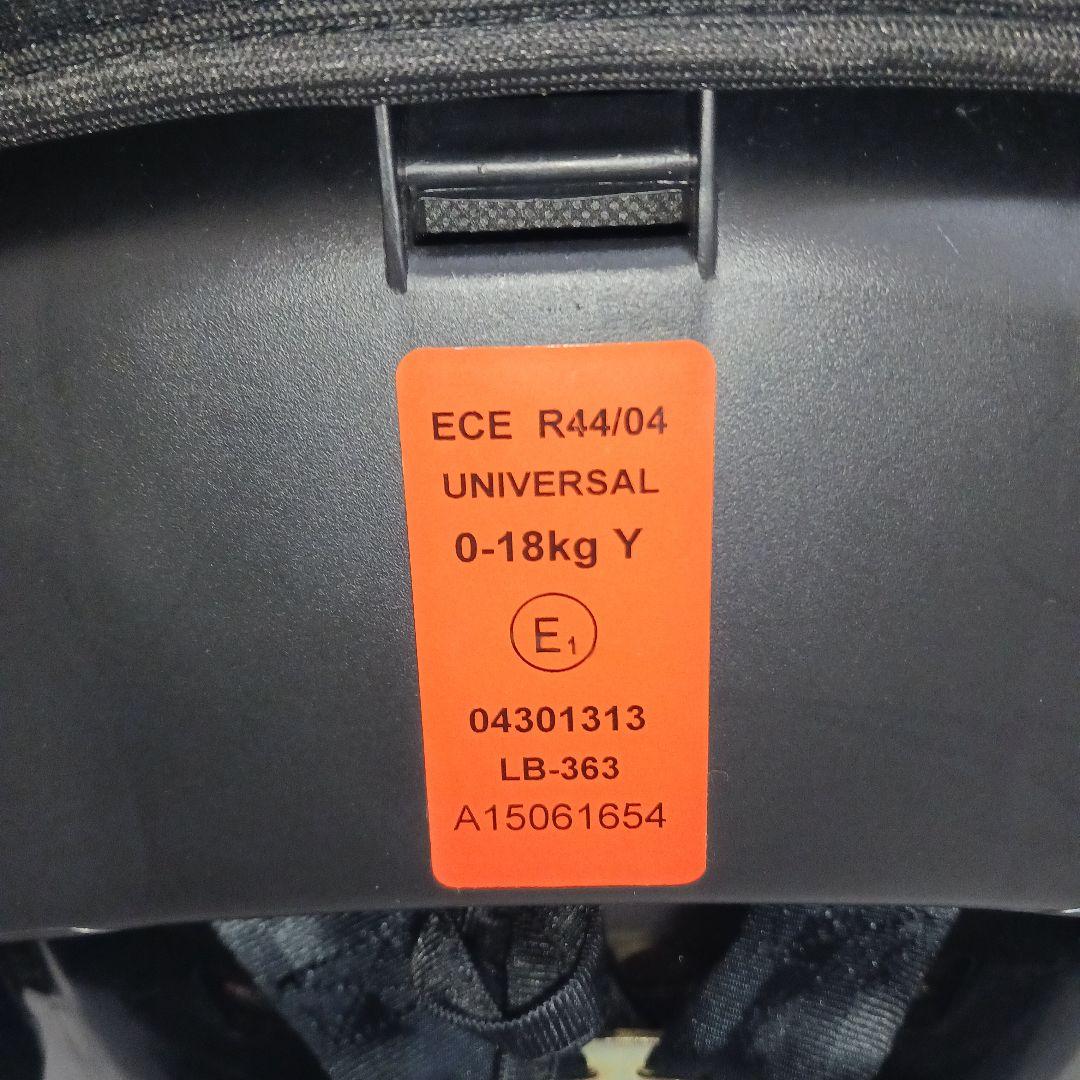 ECE R44/04
UNIVERSAL
0-18kg Y
E1
04301313
LB-363
A15061654